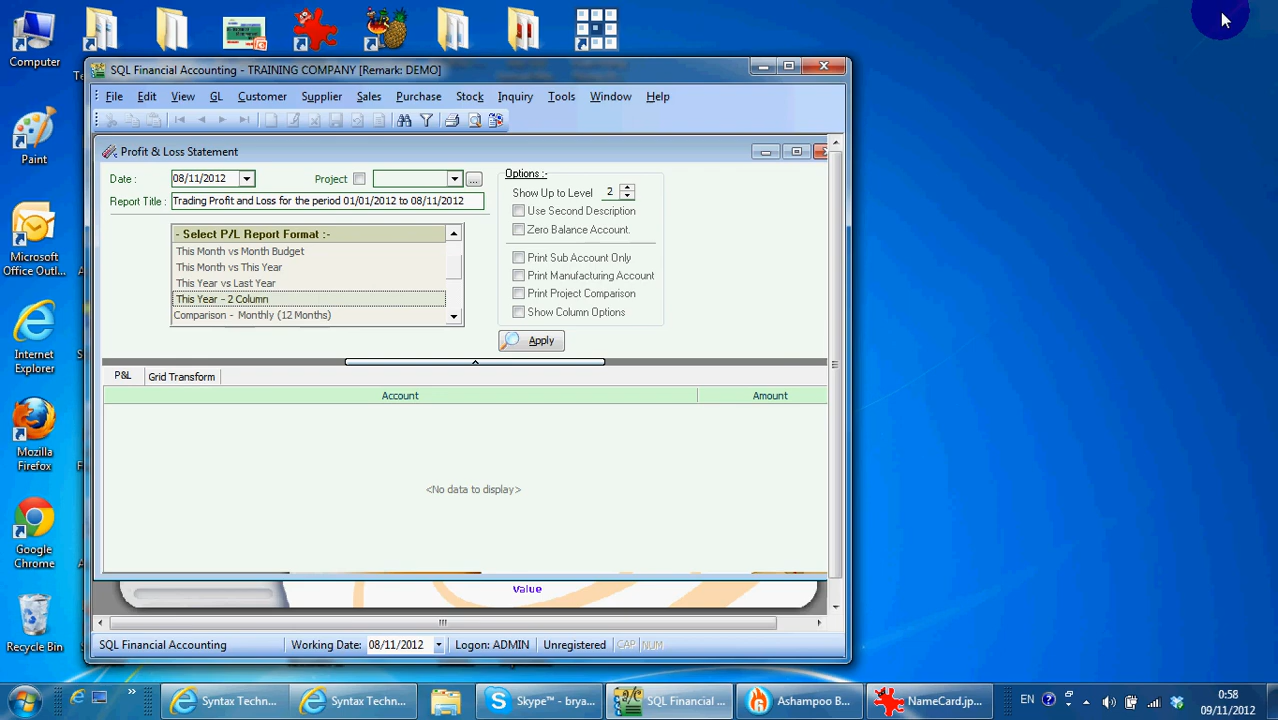 Computer
SQL Financial Accounting - TRAINING COMPANY [Remark: DEMO]
File Edit View GL Customer Supplier Sales Purchase Stock Inquiry Tools Window Help
Paint
Profit & Loss Statement
Date : 08/11/2012 Project ...
Report Title : Trading Profit and Loss for the period 01/01/2012 to 08/11/2012
- Select P/L Report Format :-
This Month vs Month Budget
This Month vs This Year
This Year vs Last Year
This Year - 2 Column
Comparison - Monthly (12 Months)
Options :-
Show Up to Level 2
Use Second Description
Zero Balance Account.
Print Sub Account Only
Print Manufacturing Account
Print Project Comparison
Show Column Options
Apply
Microsoft
Office Outl...
Internet
Explorer
P&L Grid Transform
Account Amount
<No data to display>
Mozilla
Firefox
Google
Chrome
Value
Recycle Bin
SQL Financial Accounting Working Date: 08/11/2012 Logon: ADMIN Unregistered CAP NUM
Syntax Techn... Syntax Techn... Skype™ - brya... SQL Financial ... Ashampoo B... NameCard.jp... EN 0:58
09/11/2012